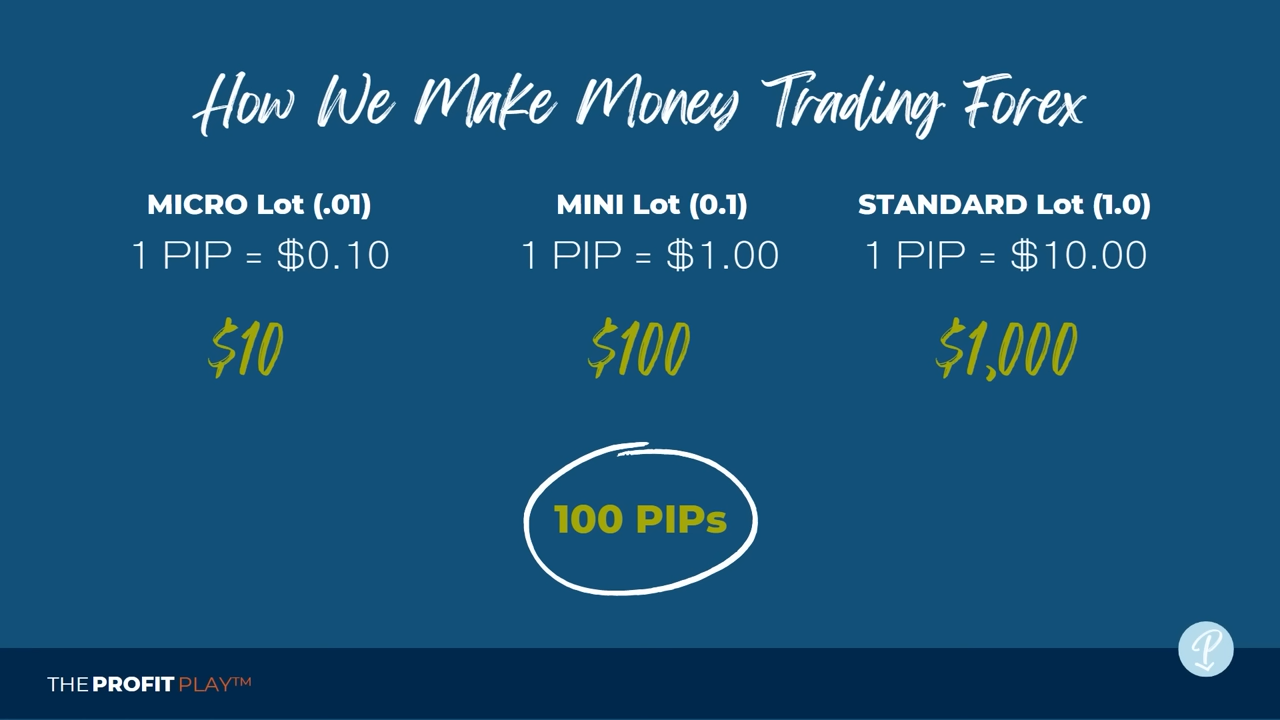 How We Make Money Trading Forex
MICRO Lot (.01)
1 PIP = $0.10
$10
MINI Lot (0.1)
1 PIP = $1.00
$100
STANDARD Lot (1.0)
1 PIP = $10.00
$1,000
100 PIPs
THE PROFIT PLAY™
P